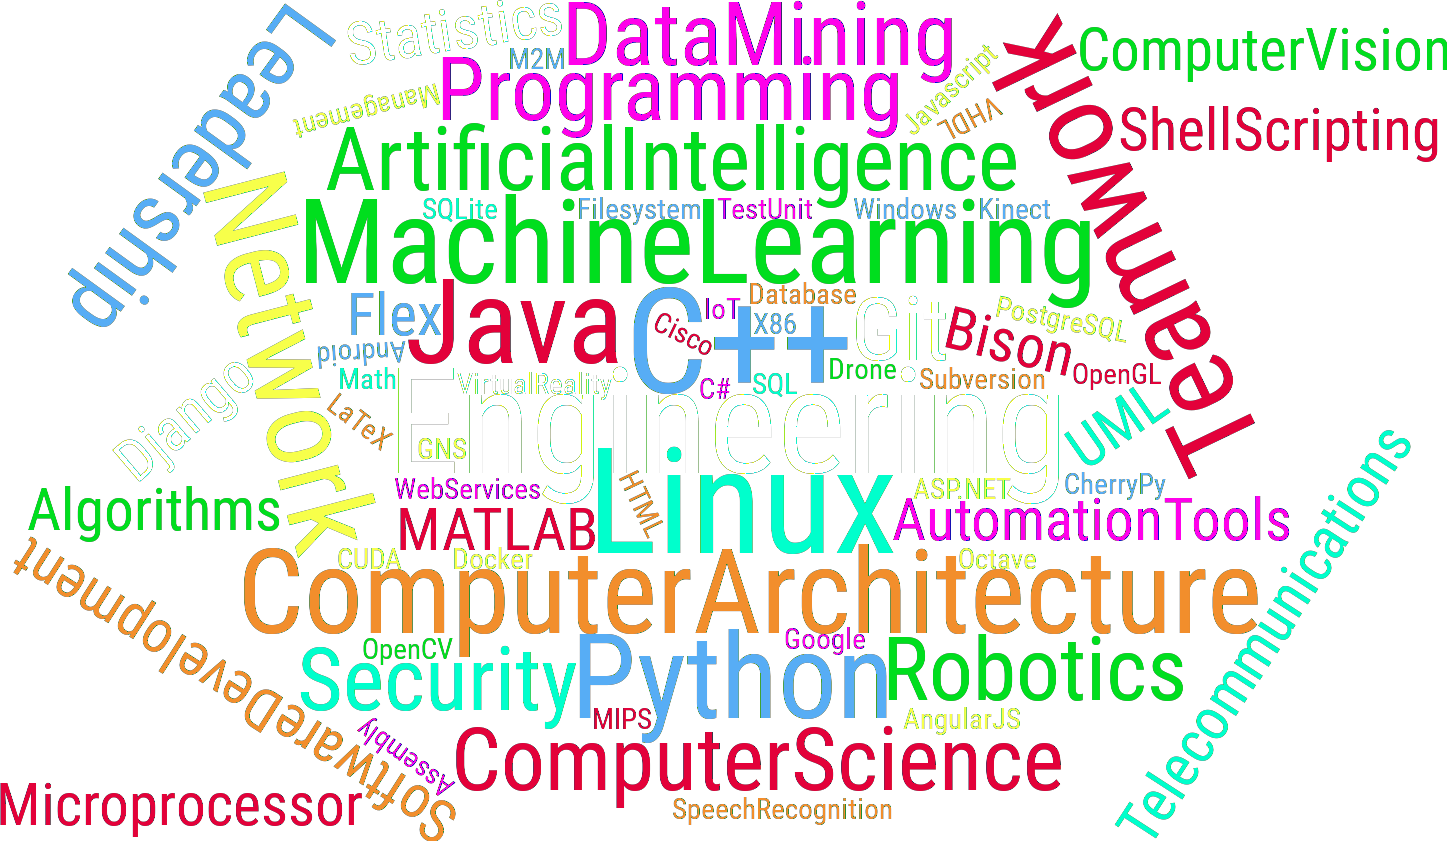 Leadership
Statistics
M2M
DataMining
Programming
Management
Javascript
VHDL
Teamwork
ComputerVision
ShellScripting
ArtificialIntelligence
Network
SQLite
Filesystem
TestUnit
Windows
Kinect
MachineLearning
Flex
Java
C++
IoT
Database
X86
Cisco
Git
Bison
PostgreSQL
Android
Math
VirtualReality
C#
SQL
Drone
Subversion
OpenGL
Django
LaTeX
GNS
Engineering
UML
Algorithms
WebServices
HTML
Linux
ASP.NET
CherryPy
MATLAB
AutomationTools
Telecommunications
CUDA
Docker
Octave
SoftwareDevelopment
ComputerArchitecture
OpenCV
Security
Python
Google
Robotics
MIPS
AngularJS
Assembly
ComputerScience
Microprocessor
SpeechRecognition